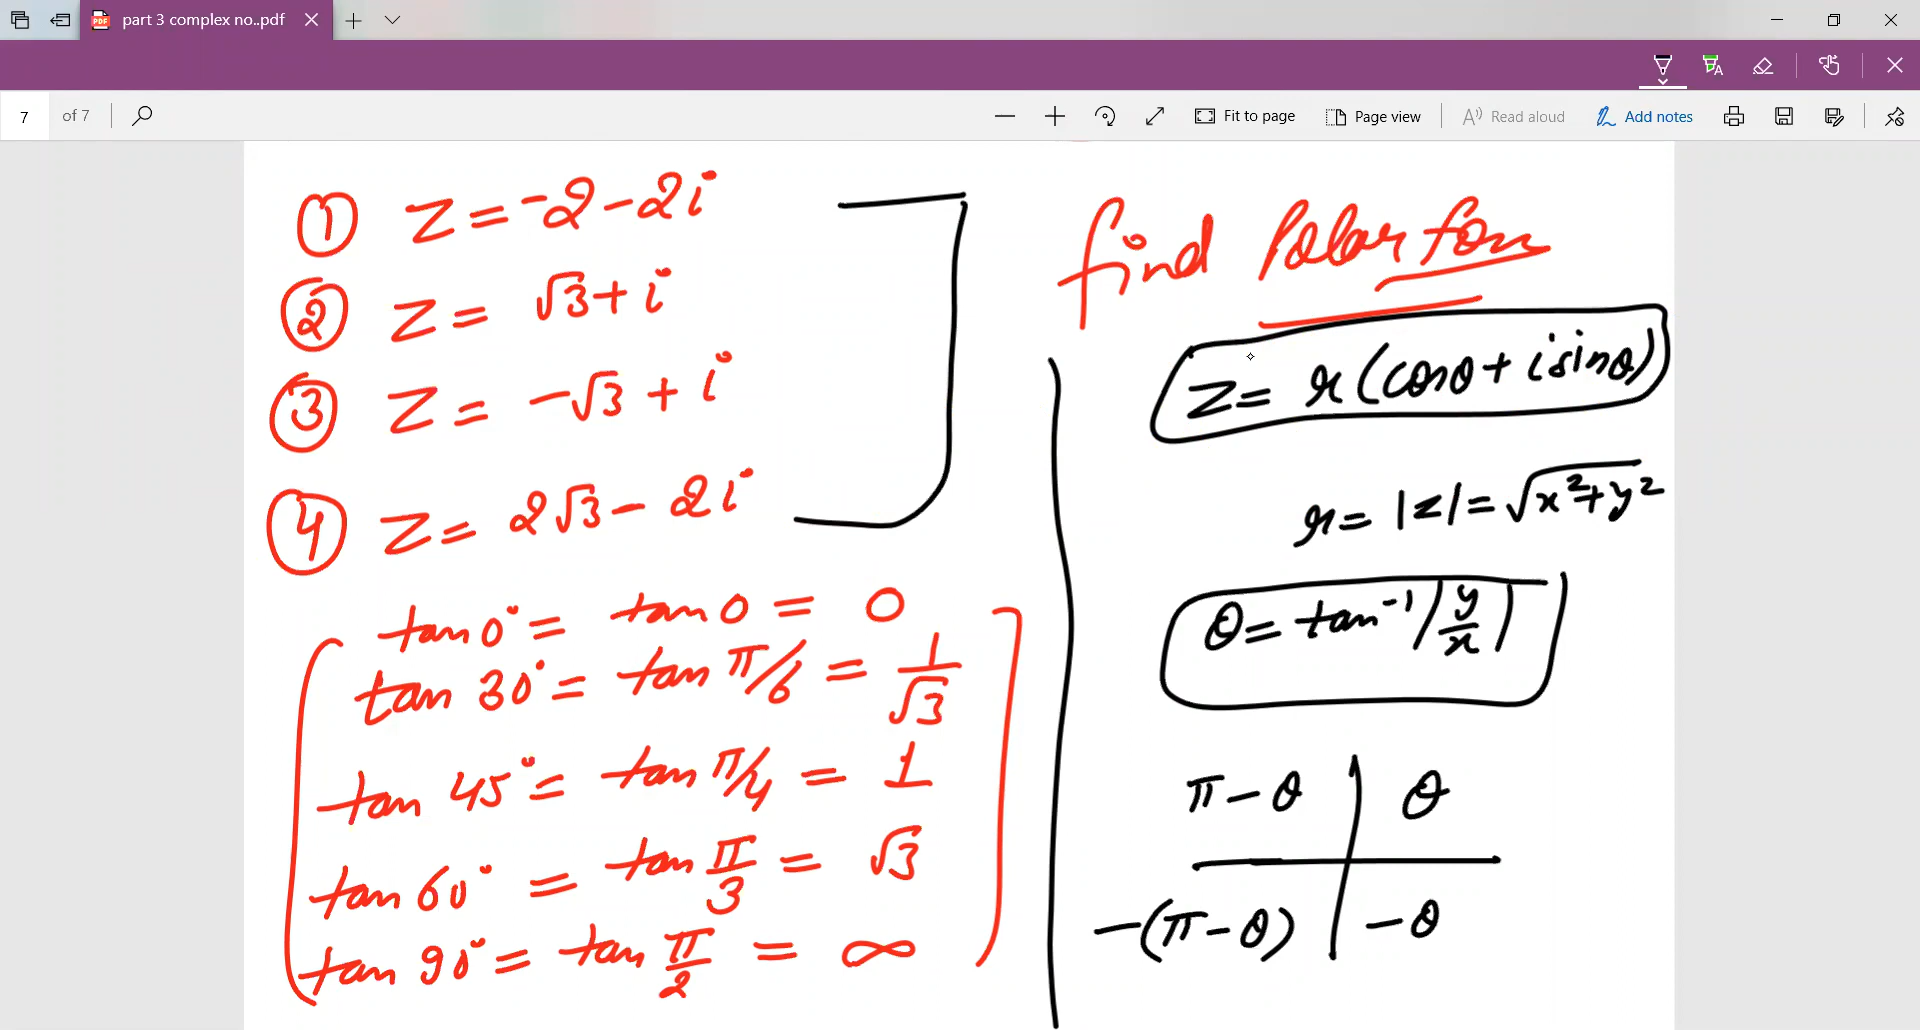 part 3 complex no..pdf
7 of 7
Fit to page
Page view
Read aloud
Add notes
① z = -2 - 2i
② z = √3 + i
③ z = -√3 + i
④ z = 2√3 - 2i
tan 0° = tan 0 = 0
tan 30° = tan π/6 = 1/√3
tan 45° = tan π/4 = 1
tan 60° = tan π/3 = √3
tan 90° = tan π/2 = ∞
find Polar form
z = r(cosθ + i sinθ)
r = |z| = √x²+y²
θ = tan⁻¹|y/x|
π - θ | θ
-(π - θ) | -θ